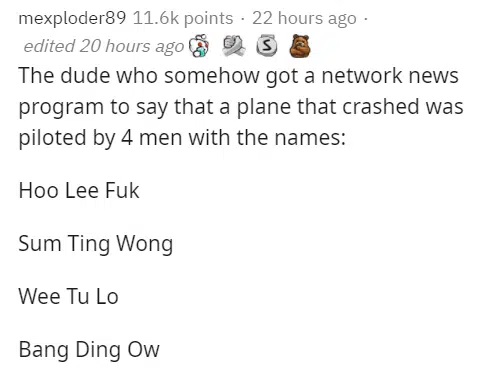 mexploder89 11.6k points · 22 hours ago ·
edited 20 hours ago
The dude who somehow got a network news
program to say that a plane that crashed was
piloted by 4 men with the names:
Hoo Lee Fuk
Sum Ting Wong
Wee Tu Lo
Bang Ding Ow